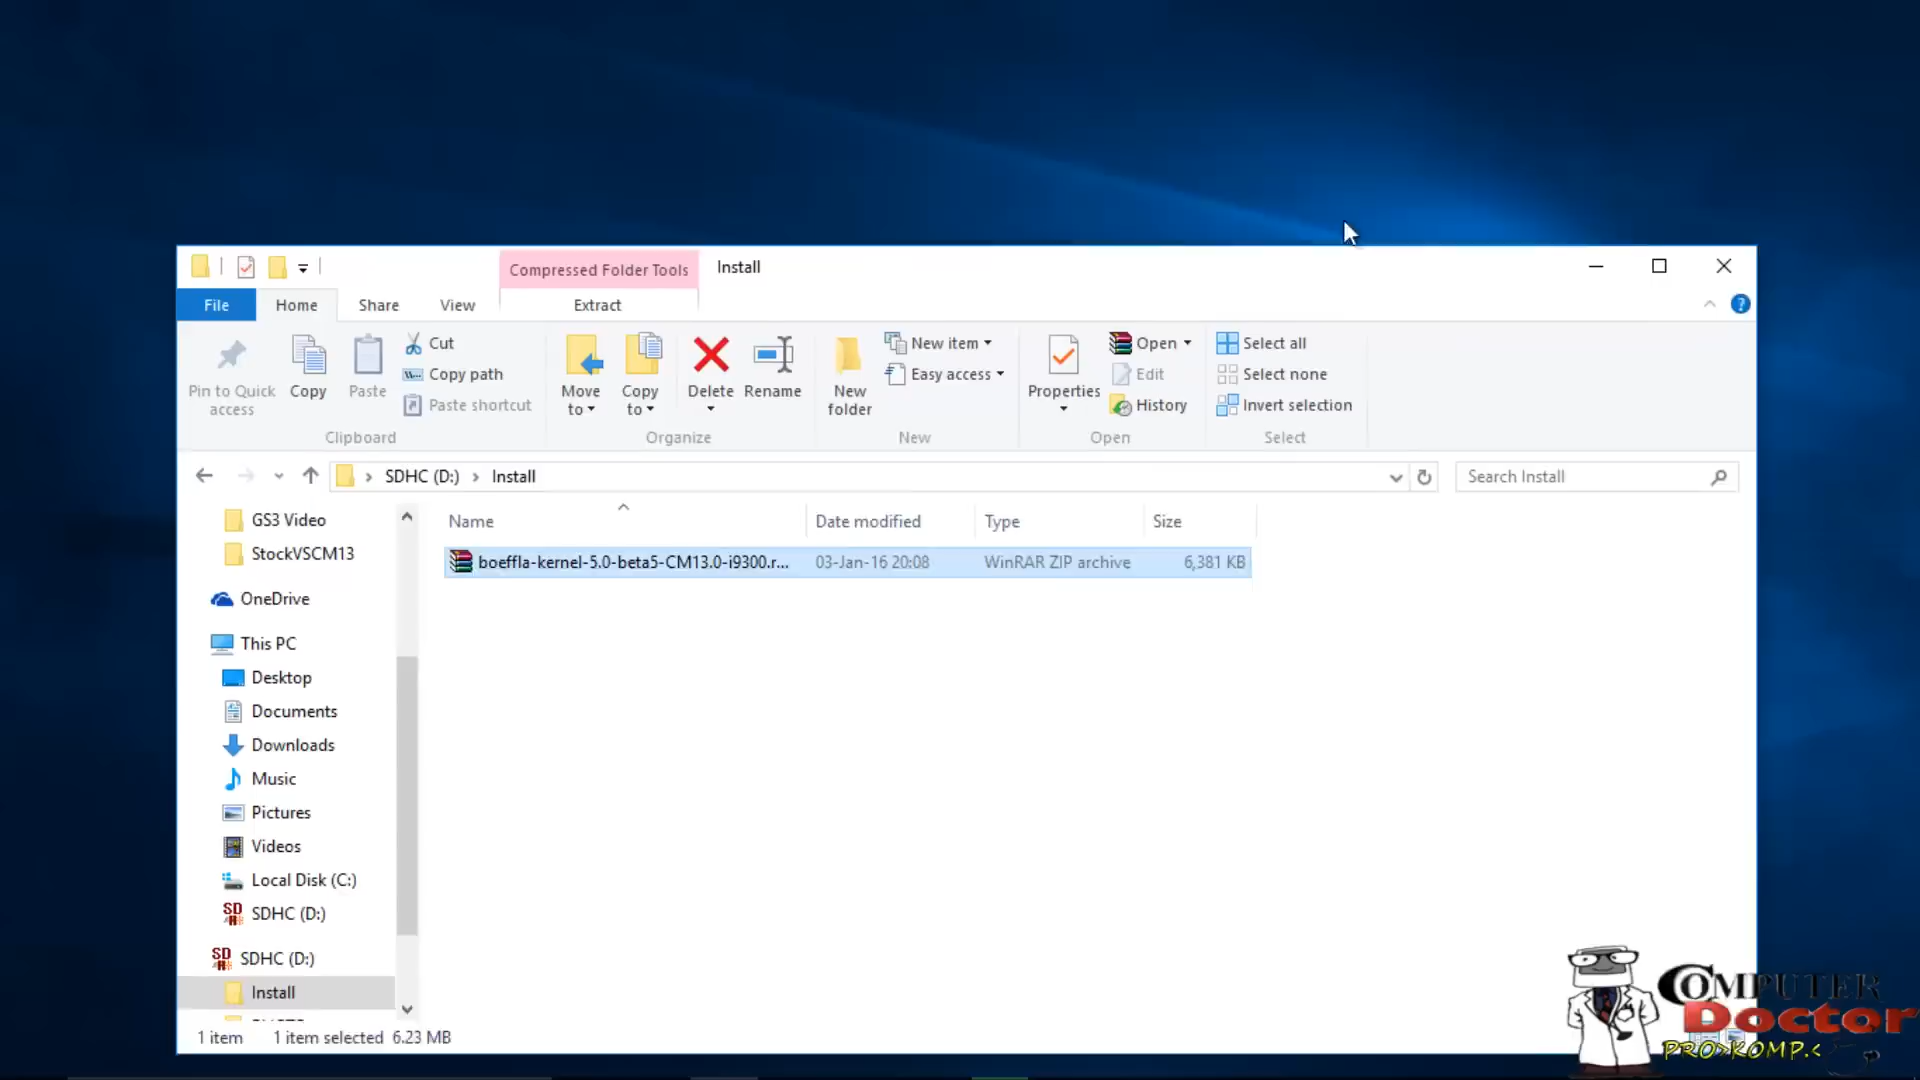 Compressed Folder Tools
Install
File
Home
Share
View
Extract
Pin to Quick access
Copy
Paste
Cut
Copy path
Paste shortcut
Clipboard
Move to
Copy to
Delete
Rename
Organize
New folder
New item
Easy access
New
Properties
Open
Edit
History
Open
Select all
Select none
Invert selection
Select
SDHC (D:)
Install
Search Install
GS3 Video
StockVSCM13
OneDrive
This PC
Desktop
Documents
Downloads
Music
Pictures
Videos
Local Disk (C:)
SDHC (D:)
SDHC (D:)
Install
Name
Date modified
Type
Size
boeffla-kernel-5.0-beta5-CM13.0-i9300.r...
03-Jan-16 20:08
WinRAR ZIP archive
6,381 KB
1 item
1 item selected 6.23 MB
COMPUTER
Doctor
PRO>KOMP.<